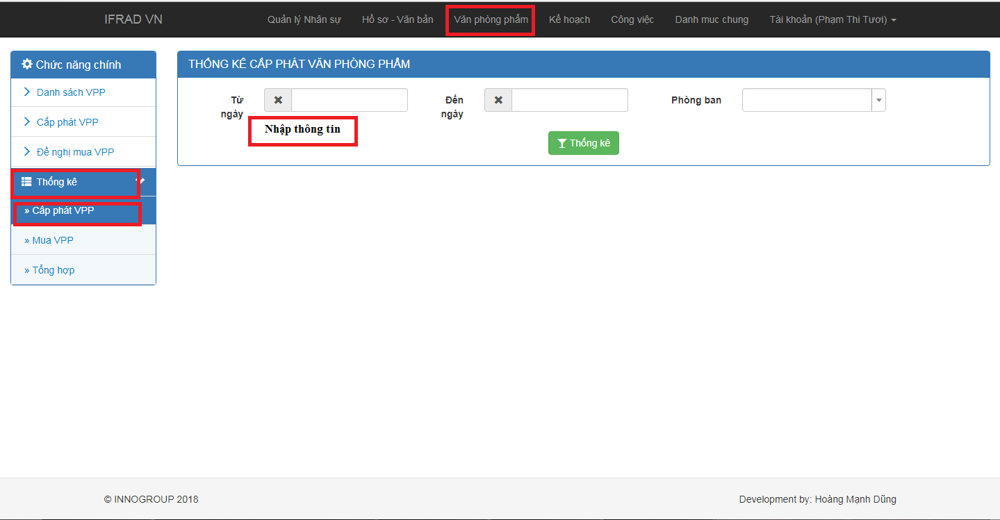 IFRAD VN Quản lý Nhân sự Hồ sơ - Văn bản Văn phòng phẩm Kế hoạch Công việc Danh muc chung Tài khoản (Phạm Thi Tươi)
Chức năng chính
Danh sách VPP
Cấp phát VPP
Đề nghị mua VPP
Thống kê
» Cấp phát VPP
» Mua VPP
» Tổng hợp
THỐNG KÊ CẤP PHÁT VĂN PHÒNG PHẨM
Từ
ngày
Đến
ngày
Phòng ban
Nhập thông tin
Thống kê
© INNOGROUP 2018
Development by: Hoàng Mạnh Dũng